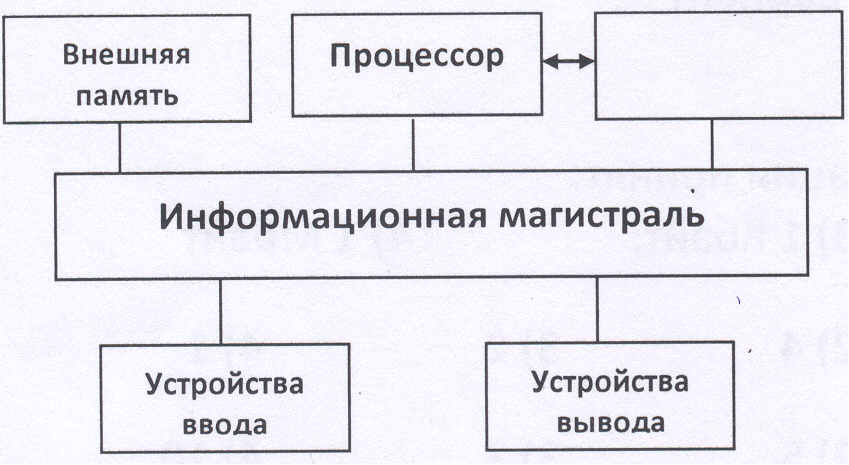 Внешняя
память
Процессор
Информационная магистраль
Устройства
ввода
Устройства
вывода